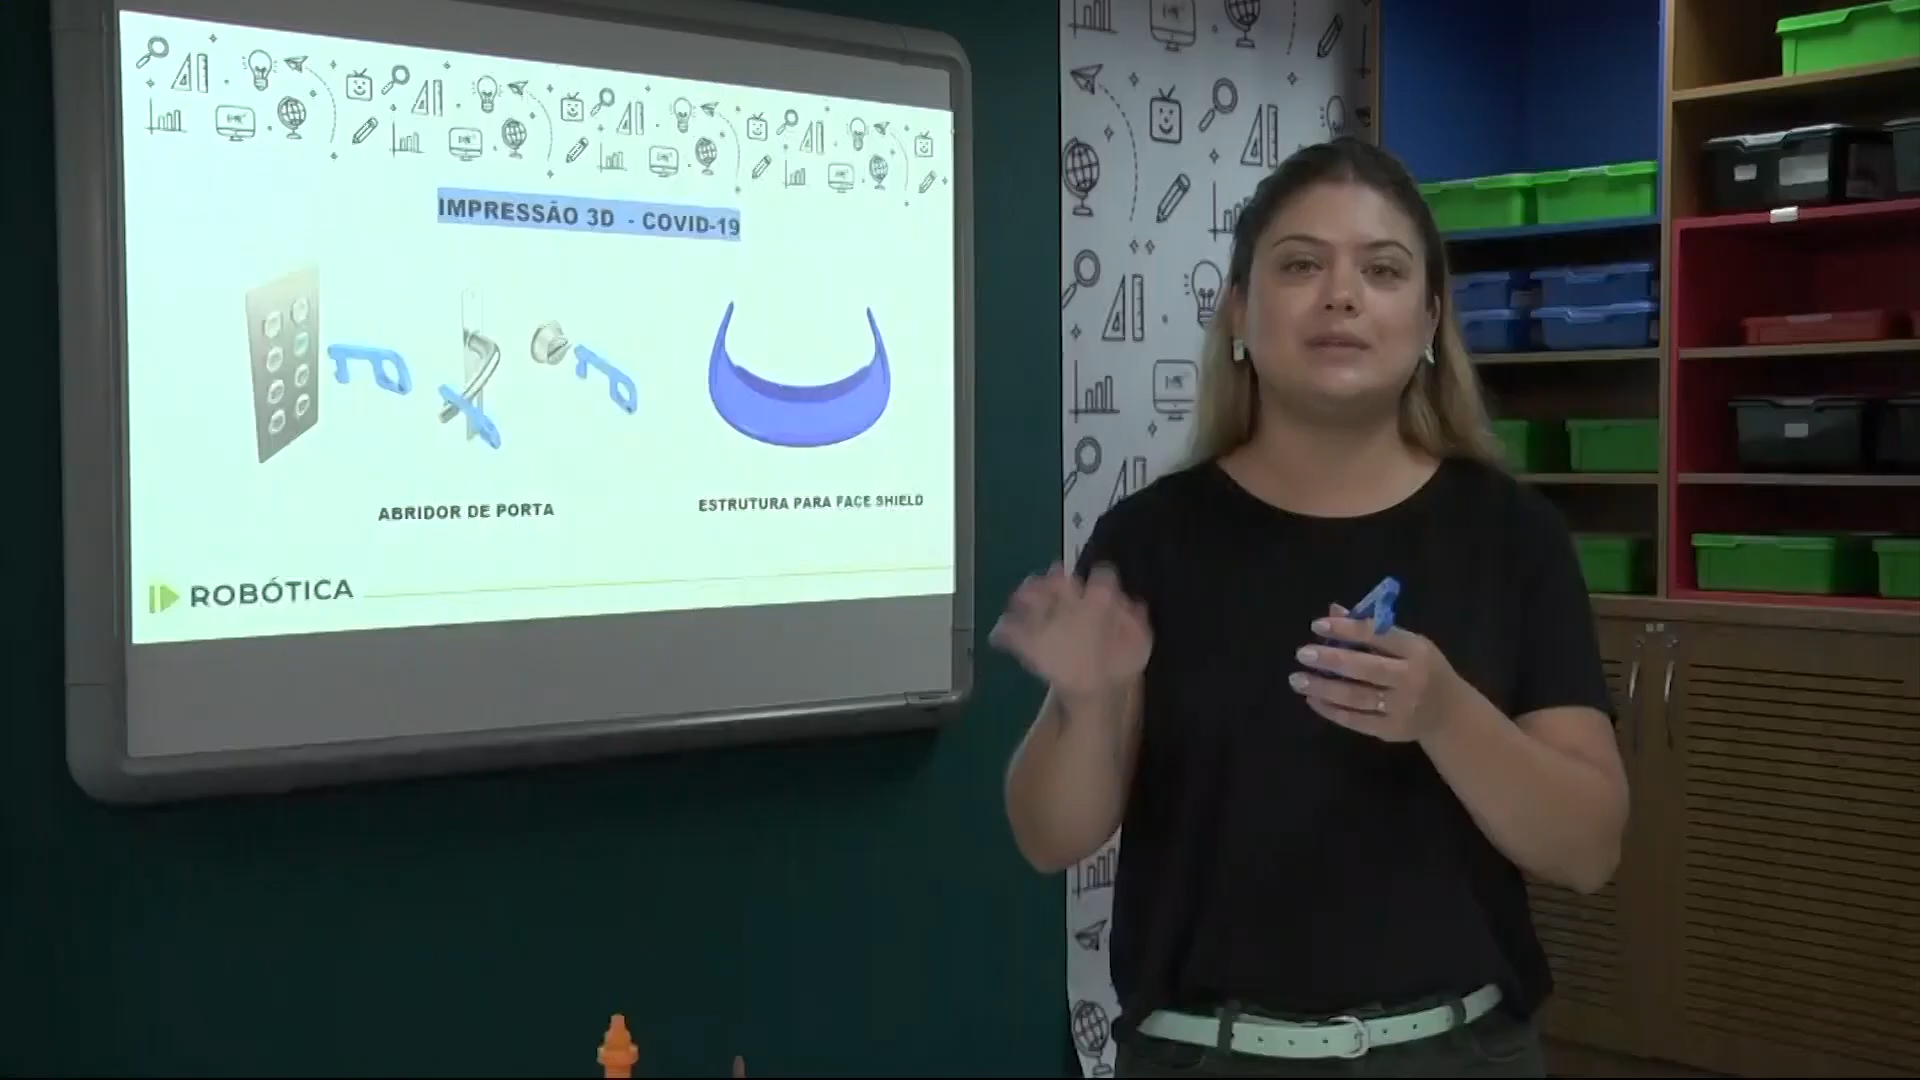 IMPRESSÃO 3D - COVID-19
ABRIDOR DE PORTA
ESTRUTURA PARA FACE SHIELD
ROBÓTICA